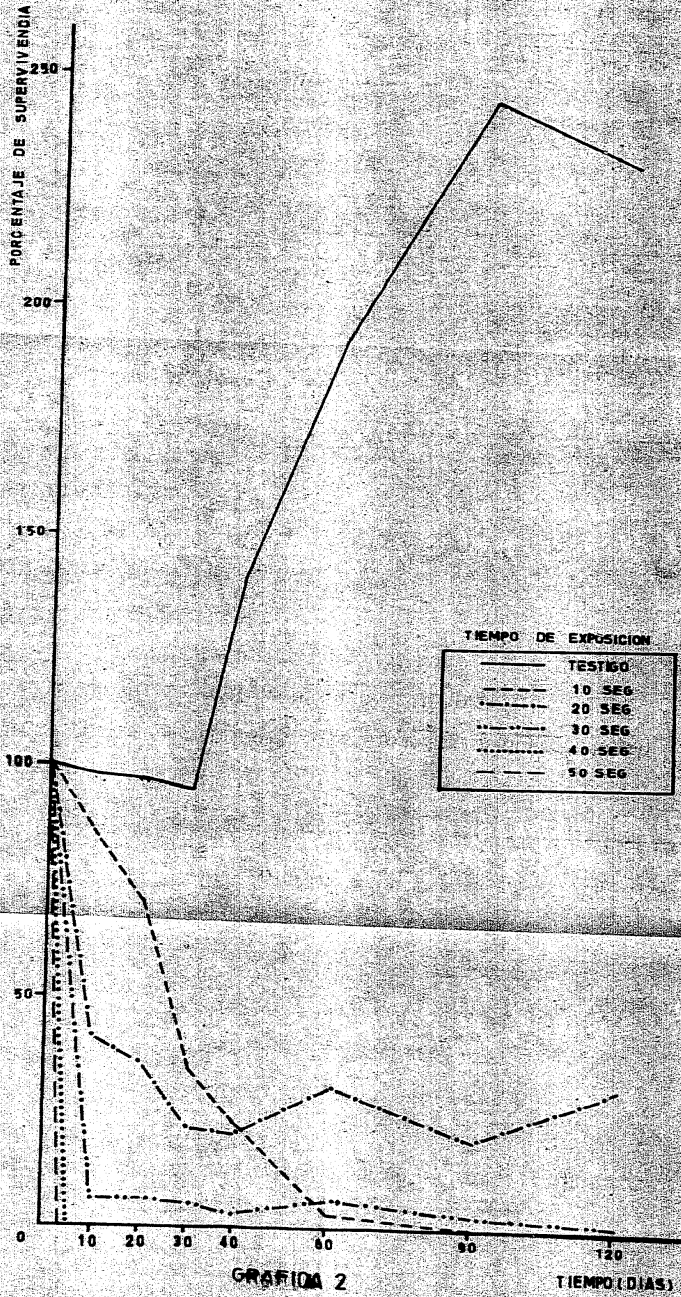 PORCENTAJE DE SUPERVIVENCIA
250
200
150
100
50
0
10
20
30
40
60
90
120
TIEMPO DE EXPOSICION
TESTIGO
10 SEG
20 SEG
30 SEG
40 SEG
50 SEG
GRAFICA 2
TIEMPO (DIAS)